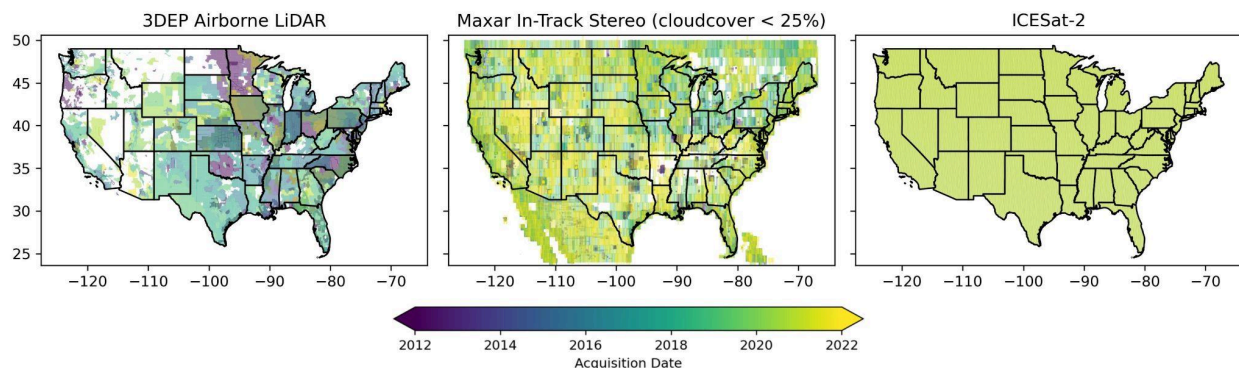 3DEP Airborne LiDAR
Maxar In-Track Stereo (cloudcover < 25%)
ICESat-2
50
45
40
35
30
25
−120 −110 −100 −90 −80 −70
−120 −110 −100 −90 −80 −70
−120 −110 −100 −90 −80 −70
2012 2014 2016 2018 2020 2022
Acquisition Date